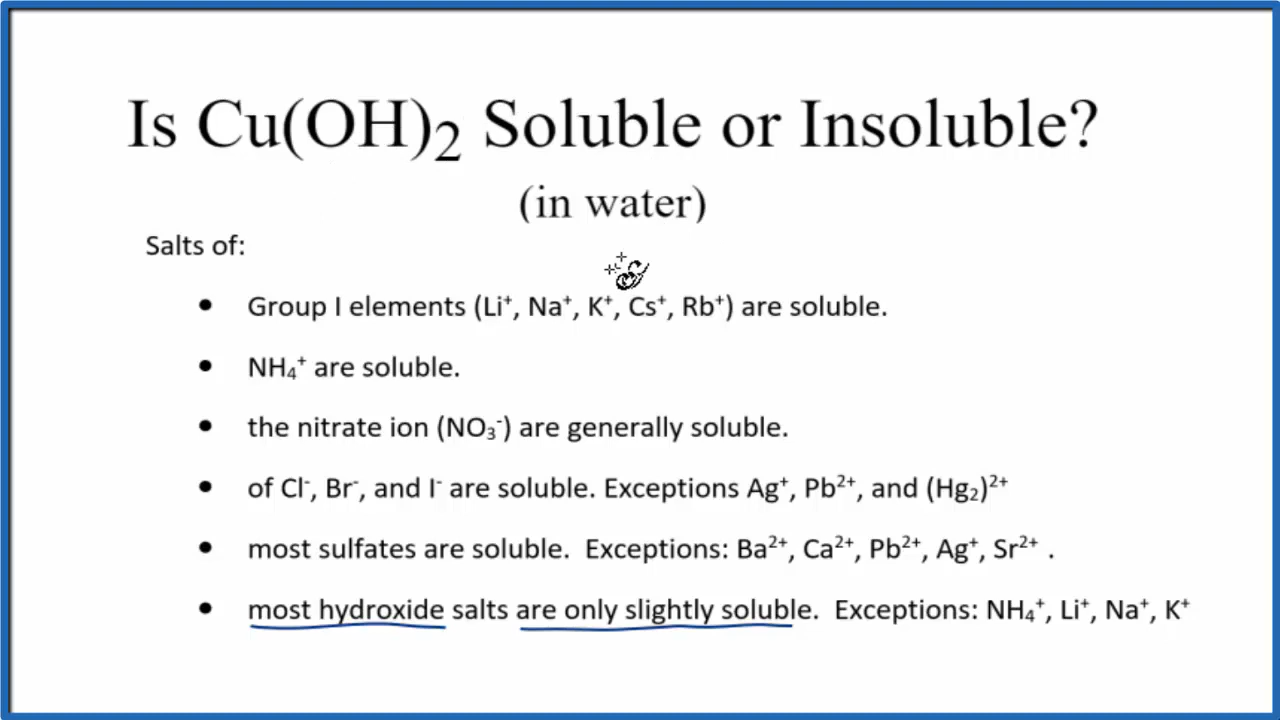 Is Cu(OH)₂ Soluble or Insoluble?
(in water)
Salts of:
• Group I elements (Li⁺, Na⁺, K⁺, Cs⁺, Rb⁺) are soluble.
• NH₄⁺ are soluble.
• the nitrate ion (NO₃⁻) are generally soluble.
• of Cl⁻, Br⁻, and I⁻ are soluble. Exceptions Ag⁺, Pb²⁺, and (Hg₂)²⁺
• most sulfates are soluble.  Exceptions: Ba²⁺, Ca²⁺, Pb²⁺, Ag⁺, Sr²⁺ .
• most hydroxide salts are only slightly soluble.  Exceptions: NH₄⁺, Li⁺, Na⁺, K⁺